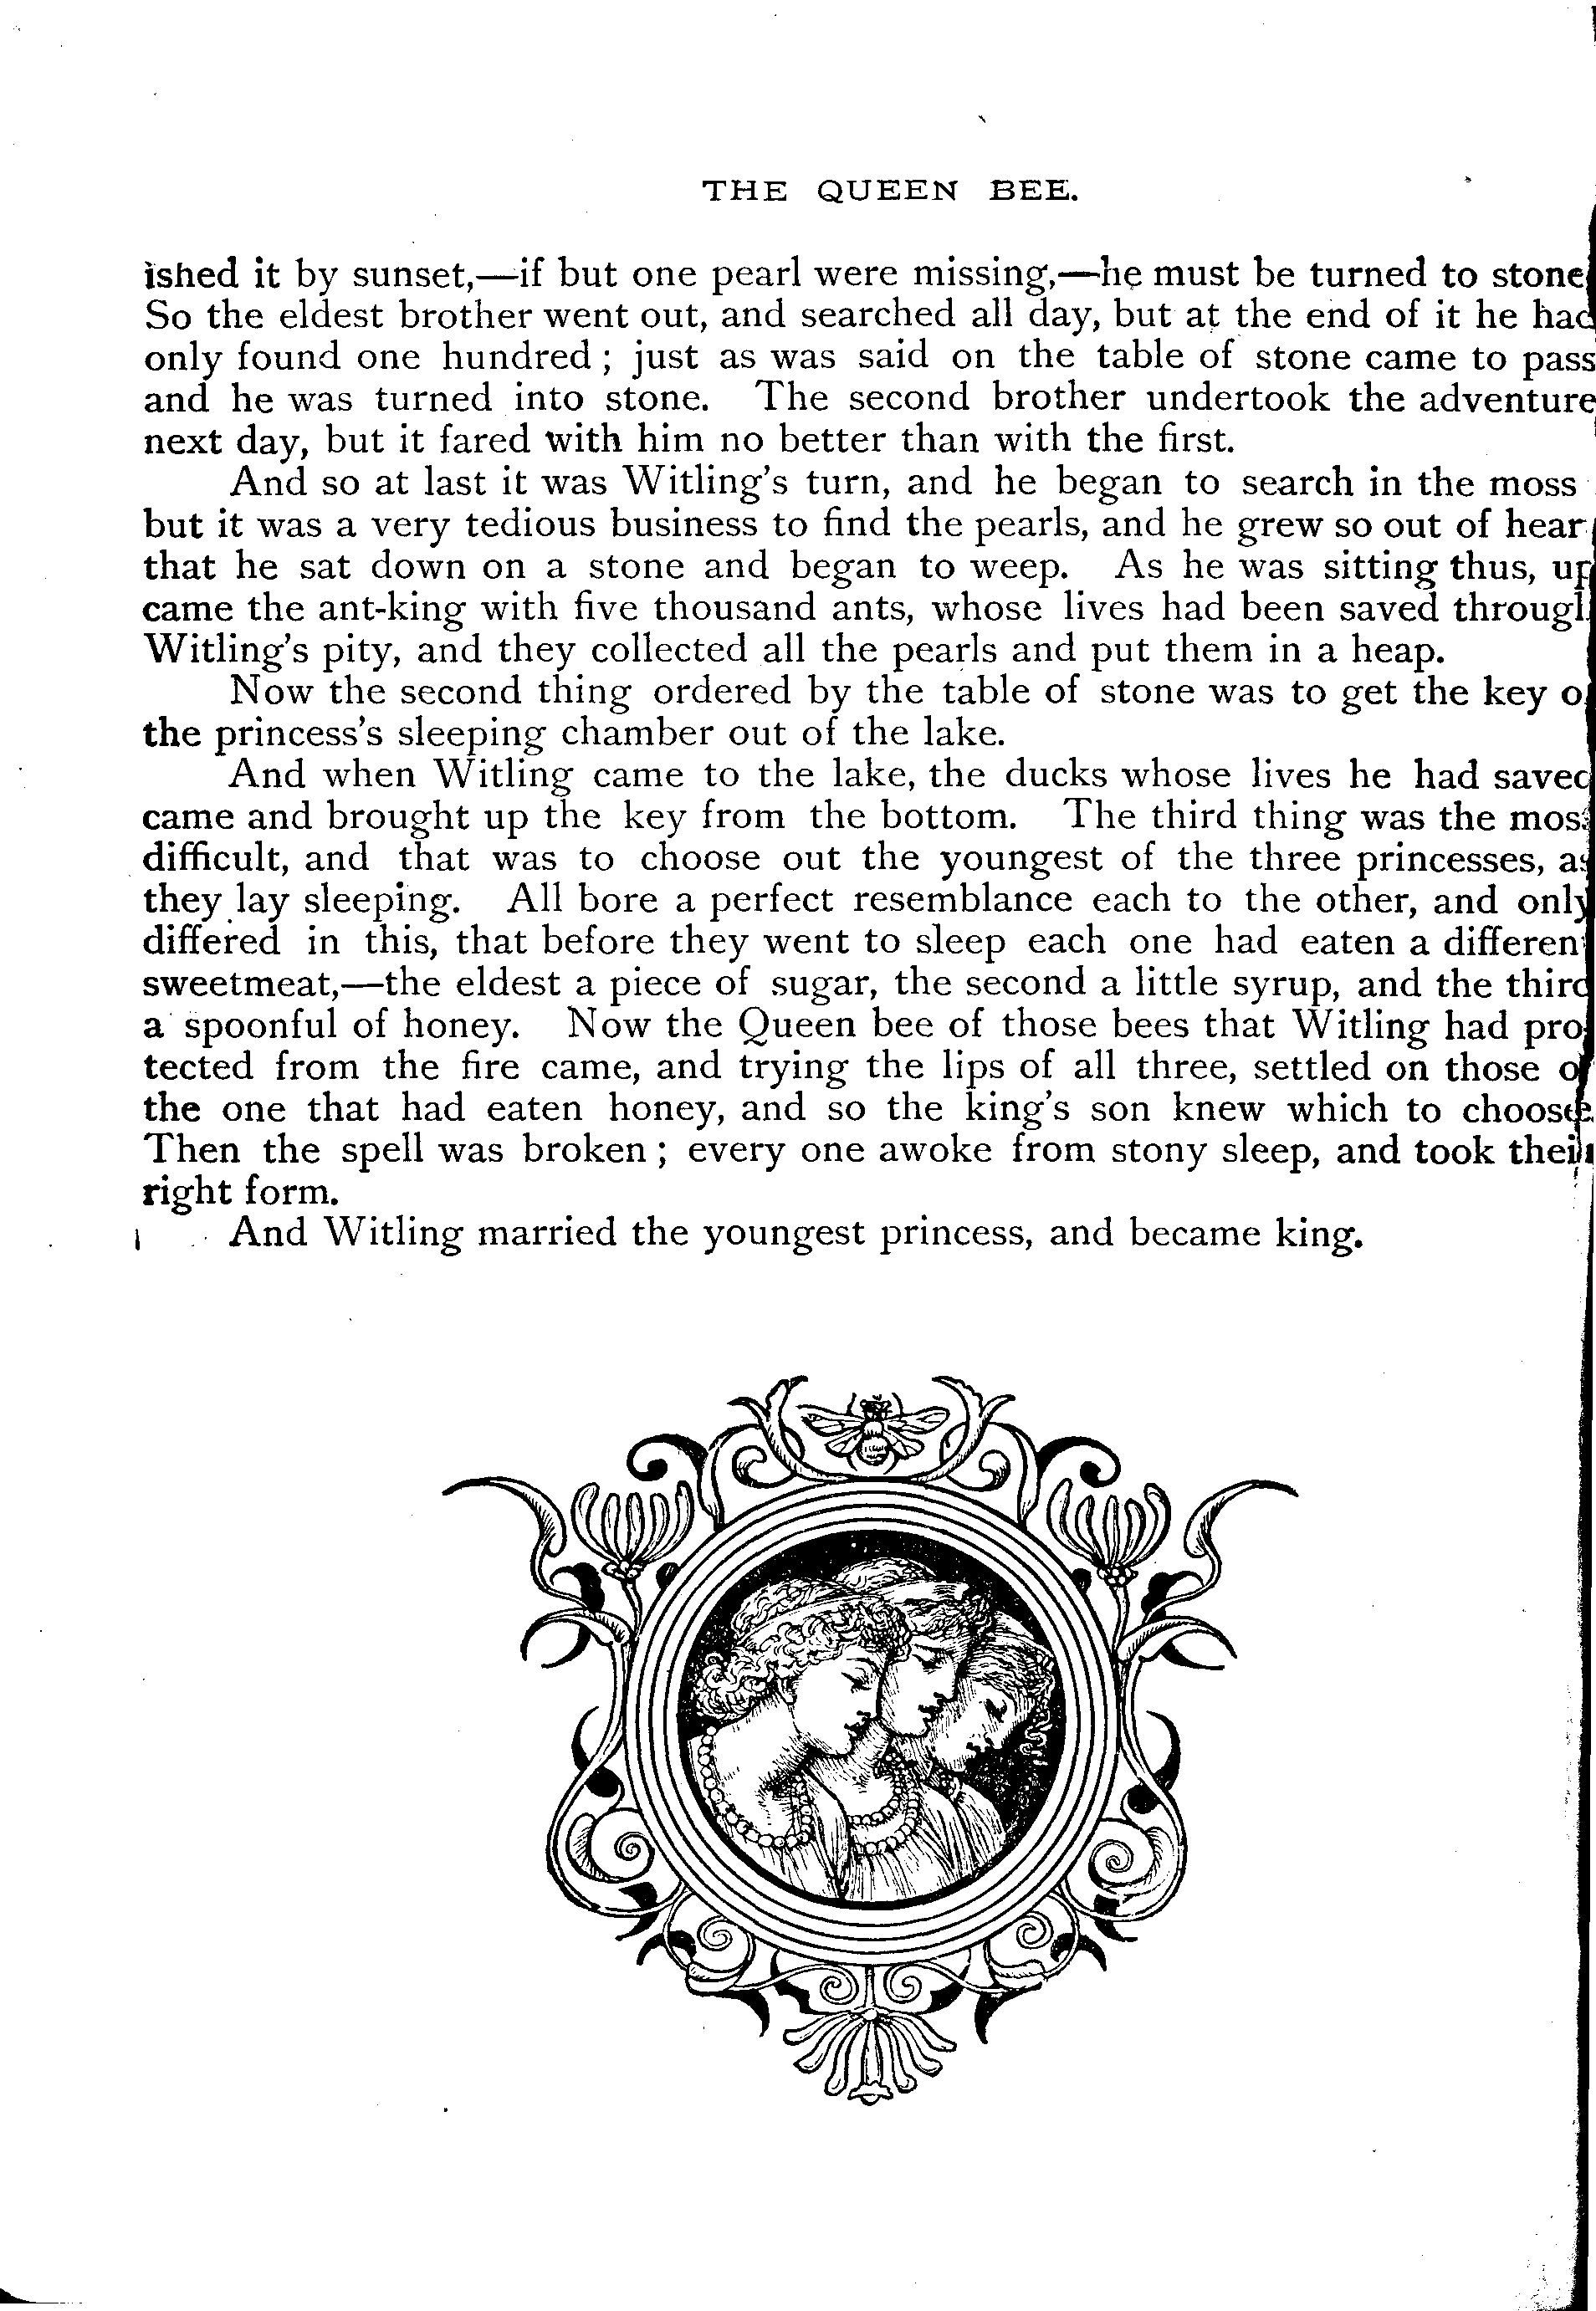 THE QUEEN BEE.
ished it by sunset,—if but one pearl were missing,—he must be turned to stone
So the eldest brother went out, and searched all day, but at the end of it he had
only found one hundred ; just as was said on the table of stone came to pass
and he was turned into stone. The second brother undertook the adventure
next day, but it fared with him no better than with the first.
And so at last it was Witling's turn, and he began to search in the moss
but it was a very tedious business to find the pearls, and he grew so out of hear
that he sat down on a stone and began to weep. As he was sitting thus, up
came the ant-king with five thousand ants, whose lives had been saved through
Witling's pity, and they collected all the pearls and put them in a heap.
Now the second thing ordered by the table of stone was to get the key o
the princess's sleeping chamber out of the lake.
And when Witling came to the lake, the ducks whose lives he had saved
came and brought up the key from the bottom. The third thing was the mos
difficult, and that was to choose out the youngest of the three princesses, as
they lay sleeping. All bore a perfect resemblance each to the other, and only
differed in this, that before they went to sleep each one had eaten a differen
sweetmeat,—the eldest a piece of sugar, the second a little syrup, and the third
a spoonful of honey. Now the Queen bee of those bees that Witling had pro
tected from the fire came, and trying the lips of all three, settled on those of
the one that had eaten honey, and so the king's son knew which to choose.
Then the spell was broken ; every one awoke from stony sleep, and took their
right form.
And Witling married the youngest princess, and became king.